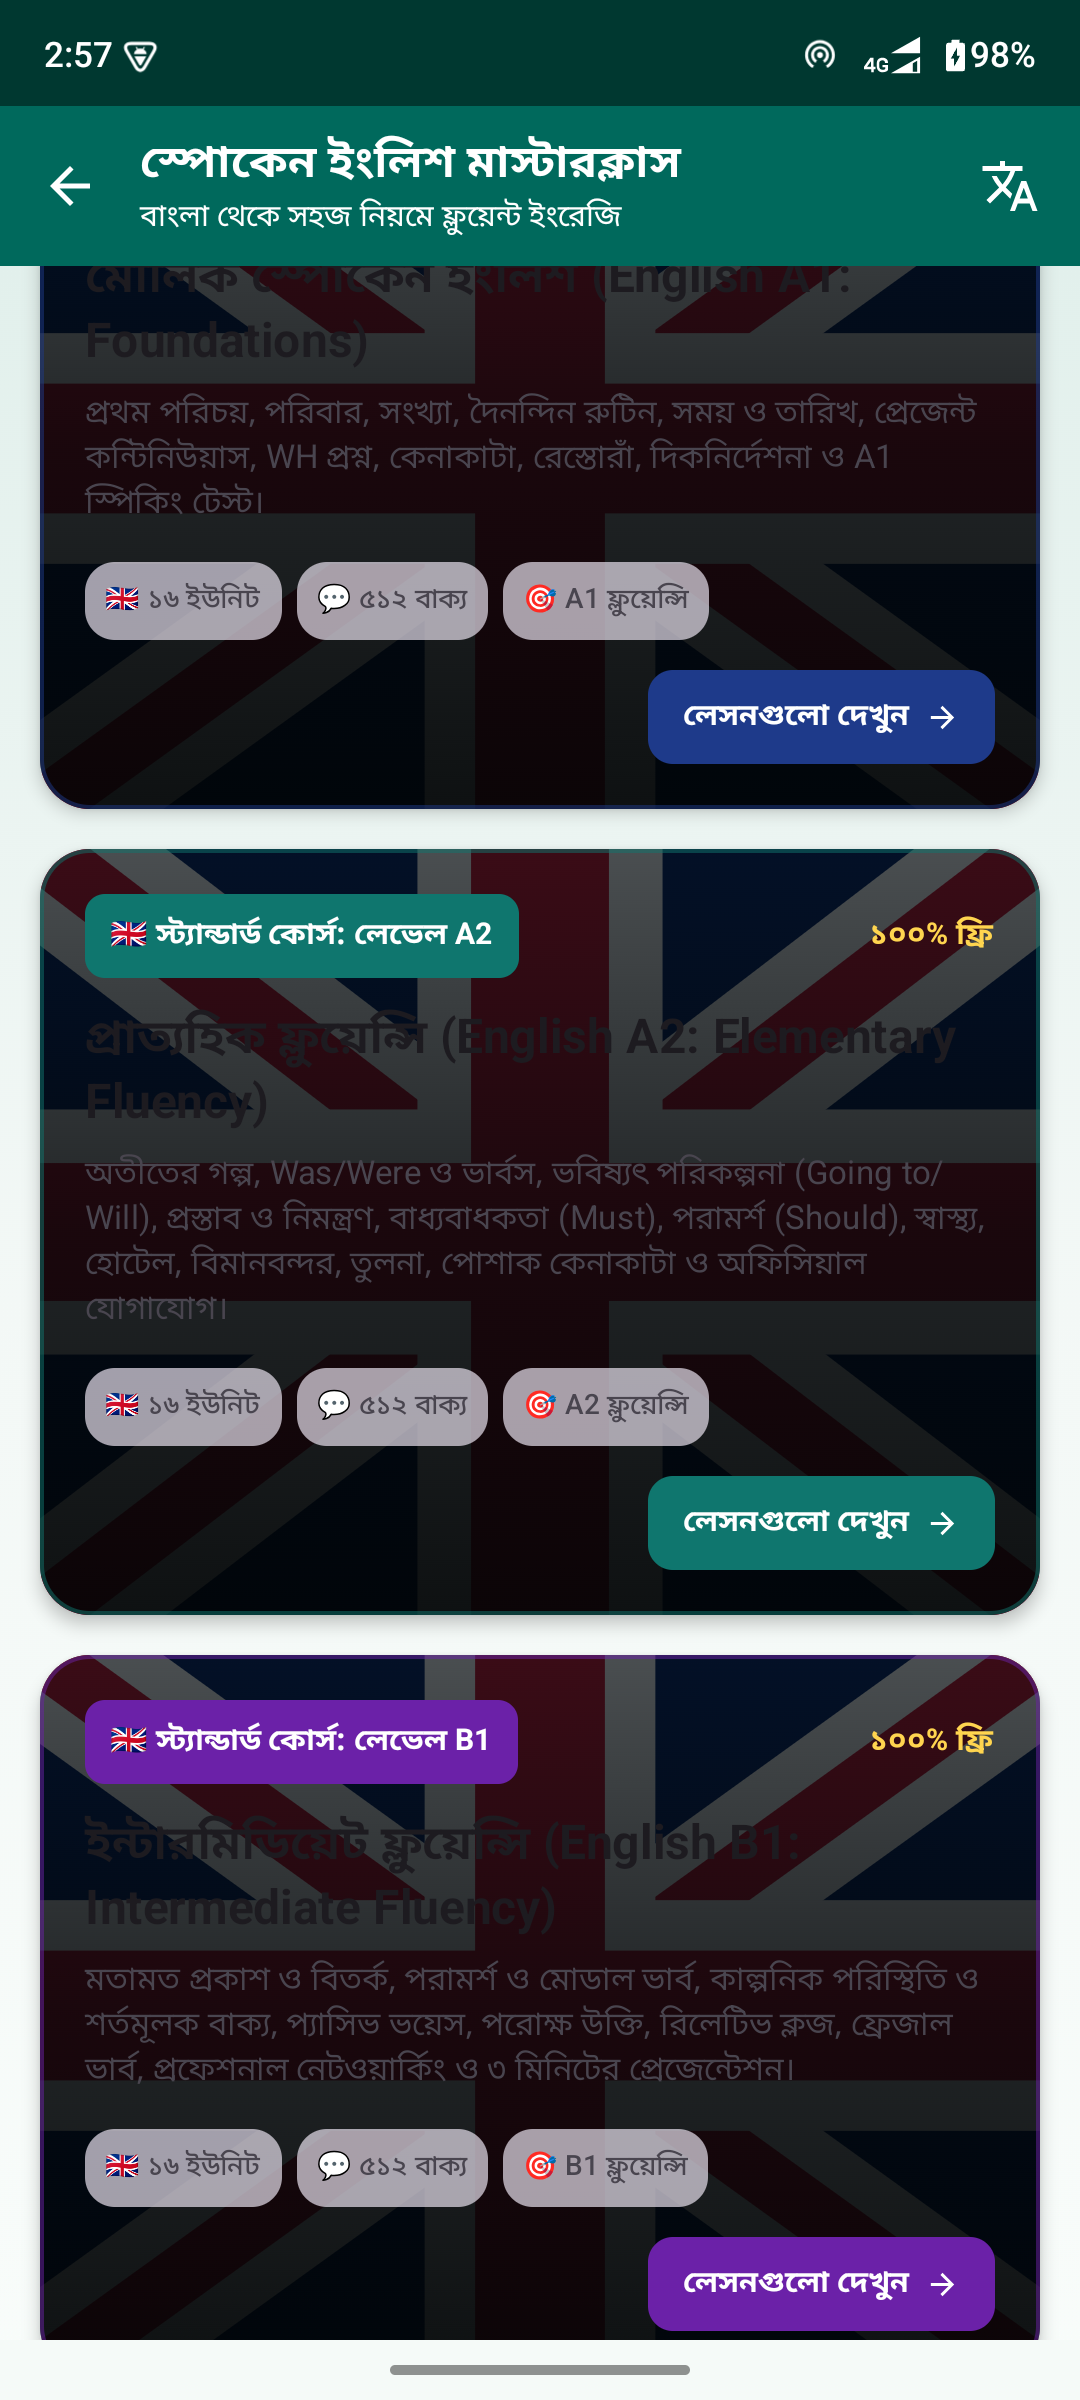 2:57
4G
98%
স্পোকেন ইংলিশ মাস্টারক্লাস
বাংলা থেকে সহজ নিয়মে ফ্লুয়েন্ট ইংরেজি
মৌলিক স্পোকেন ইংলিশ (English A1:
Foundations)
প্রথম পরিচয়, পরিবার, সংখ্যা, দৈনন্দিন রুটিন, সময় ও তারিখ, প্রেজেন্ট
কন্টিনিউয়াস, WH প্রশ্ন, কেনাকাটা, রেস্তোরাঁ, দিকনির্দেশনা ও A1
স্পিকিং টেস্ট।
🇬🇧 ১৬ ইউনিট
💬 ৫১২ বাক্য
🎯 A1 ফ্লুয়েন্সি
লেসনগুলো দেখুন →
🇬🇧 স্ট্যান্ডার্ড কোর্স: লেভেল A2
১০০% ফ্রি
প্রাত্যহিক ফ্লুয়েন্সি (English A2: Elementary
Fluency)
অতীতের গল্প, Was/Were ও ভার্বস, ভবিষ্যৎ পরিকল্পনা (Going to/
Will), প্রস্তাব ও নিমন্ত্রণ, বাধ্যবাধকতা (Must), পরামর্শ (Should), স্বাস্থ্য,
হোটেল, বিমানবন্দর, তুলনা, পোশাক কেনাকাটা ও অফিসিয়াল
যোগাযোগ।
🇬🇧 ১৬ ইউনিট
💬 ৫১২ বাক্য
🎯 A2 ফ্লুয়েন্সি
লেসনগুলো দেখুন →
🇬🇧 স্ট্যান্ডার্ড কোর্স: লেভেল B1
১০০% ফ্রি
ইন্টারমিডিয়েট ফ্লুয়েন্সি (English B1:
Intermediate Fluency)
মতামত প্রকাশ ও বিতর্ক, পরামর্শ ও মোডাল ভার্ব, কাল্পনিক পরিস্থিতি ও
শর্তমূলক বাক্য, প্যাসিভ ভয়েস, পরোক্ষ উক্তি, রিলেটিভ ক্লজ, ফ্রেজাল
ভার্ব, প্রফেশনাল নেটওয়ার্কিং ও ৩ মিনিটের প্রেজেন্টেশন।
🇬🇧 ১৬ ইউনিট
💬 ৫১২ বাক্য
🎯 B1 ফ্লুয়েন্সি
লেসনগুলো দেখুন →